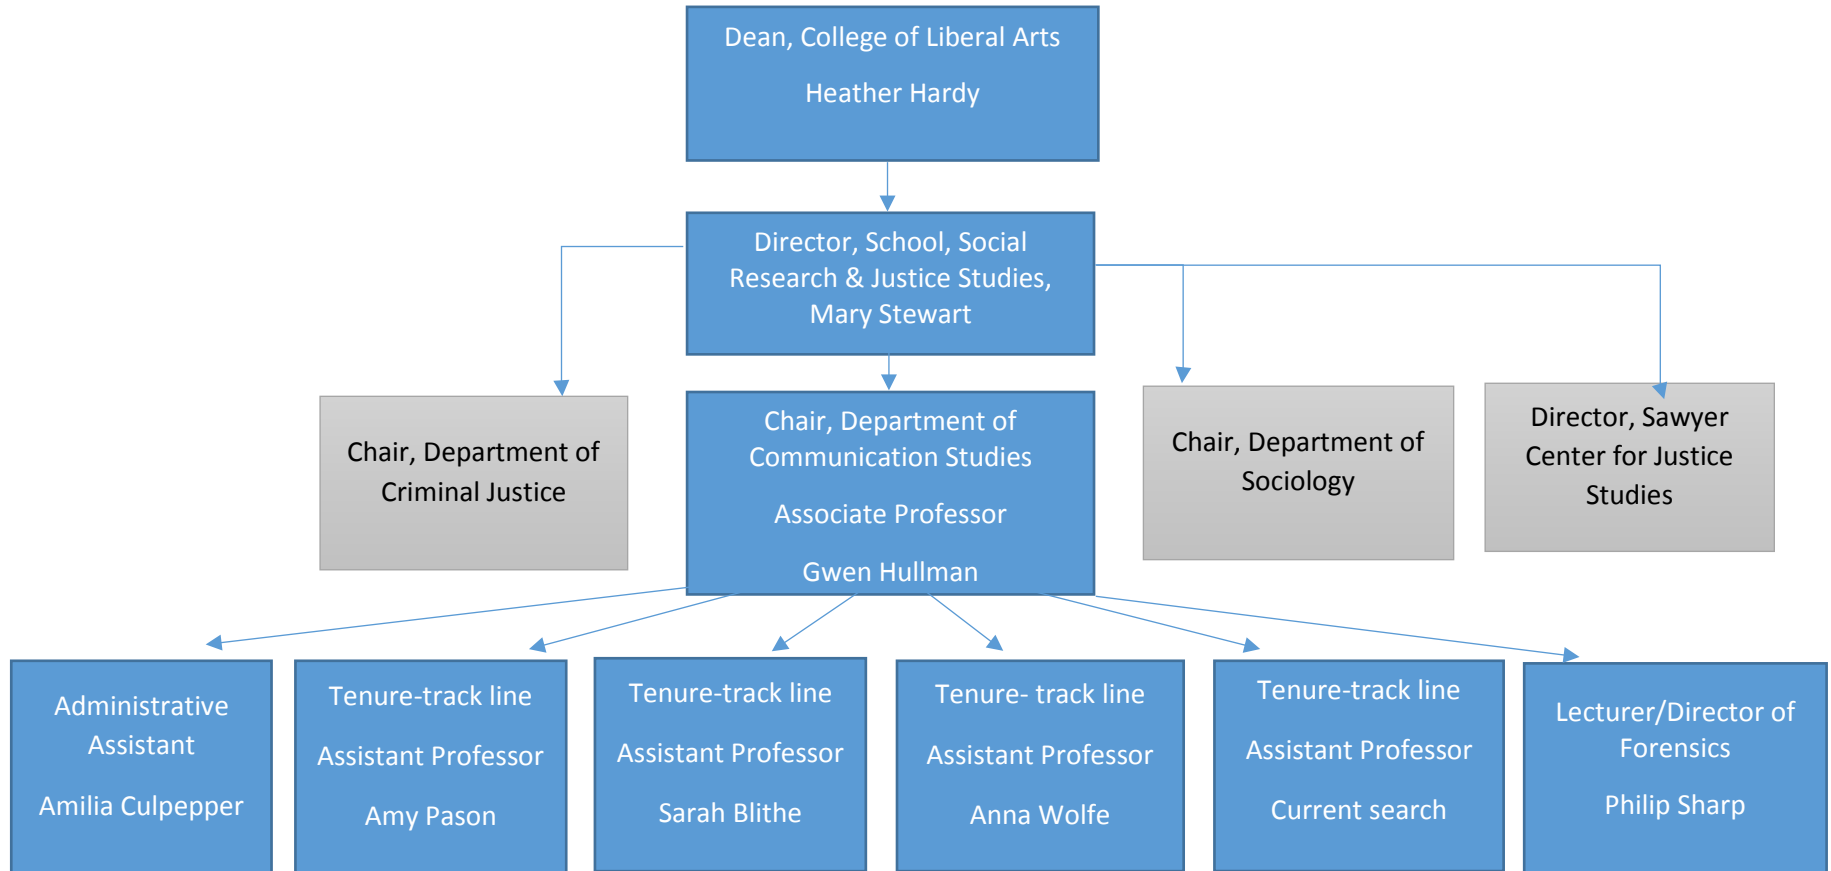 Dean, College of Liberal Arts
Heather Hardy
Director, School, Social
Research & Justice Studies,
Mary Stewart
Chair, Department of
Criminal Justice
Chair, Department of
Communication Studies
Associate Professor
Gwen Hullman
Chair, Department of
Sociology
Director, Sawyer
Center for Justice
Studies
Administrative
Assistant
Amilia Culpepper
Tenure-track line
Assistant Professor
Amy Pason
Tenure-track line
Assistant Professor
Sarah Blithe
Tenure- track line
Assistant Professor
Anna Wolfe
Tenure-track line
Assistant Professor
Current search
Lecturer/Director of
Forensics
Philip Sharp